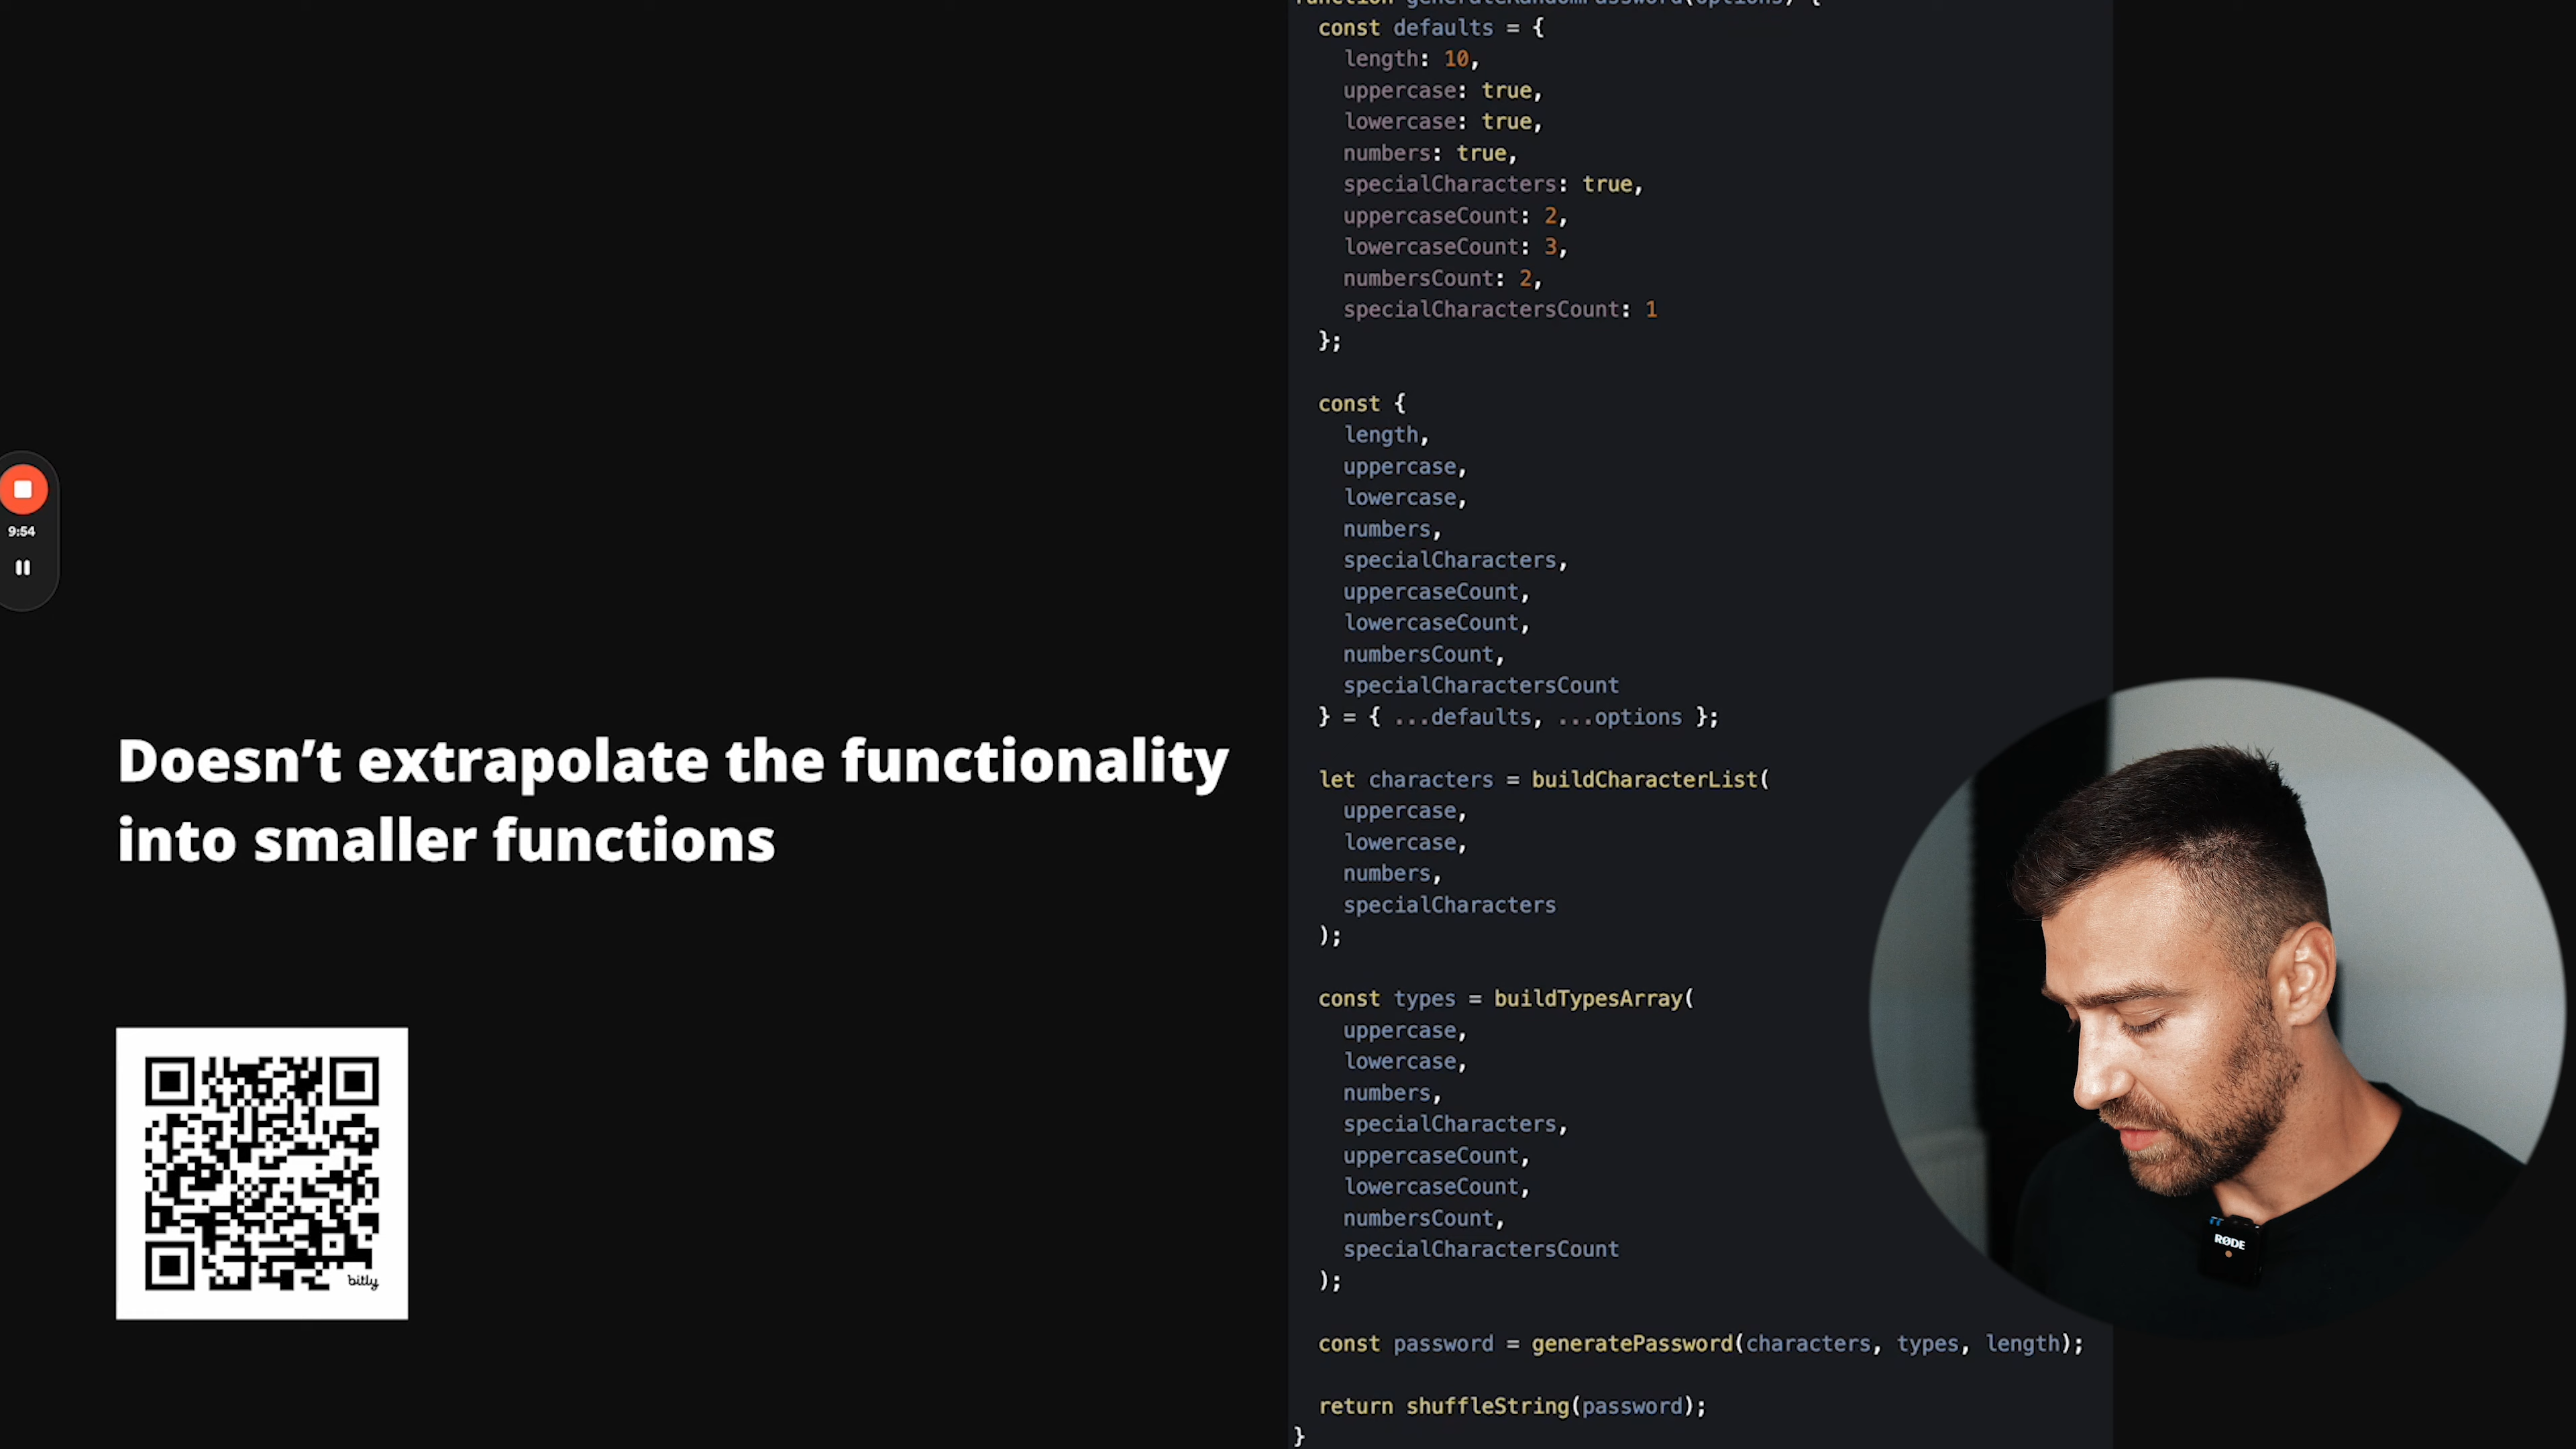 function generateRandomPassword(options) {
const defaults = {
length: 10,
uppercase: true,
lowercase: true,
numbers: true,
specialCharacters: true,
uppercaseCount: 2,
lowercaseCount: 3,
numbersCount: 2,
specialCharactersCount: 1
};
const {
length,
uppercase,
lowercase,
numbers,
specialCharacters,
uppercaseCount,
lowercaseCount,
numbersCount,
specialCharactersCount
} = { ...defaults, ...options };
let characters = buildCharacterList(
uppercase,
lowercase,
numbers,
specialCharacters
);
const types = buildTypesArray(
uppercase,
lowercase,
numbers,
specialCharacters,
uppercaseCount,
lowercaseCount,
numbersCount,
specialCharactersCount
);
const password = generatePassword(characters, types, length);
return shuffleString(password);
}
9:54
Doesn’t extrapolate the functionality
into smaller functions
bitly
RØDE